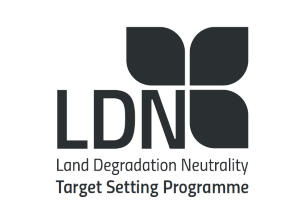 LDN
Land Degradation Neutrality
Target Setting Programme